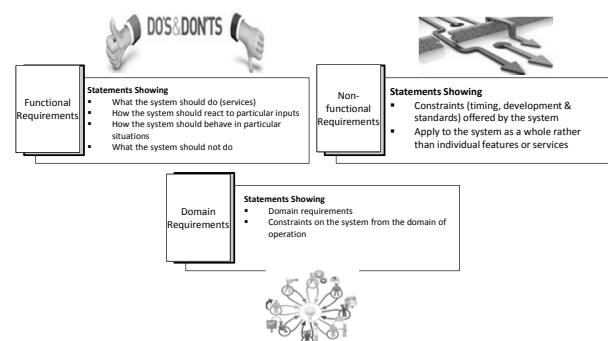 DO'S & DON'TS
Functional
Requirements
Statements Showing
▪ What the system should do (services)
▪ How the system should react to particular inputs
▪ How the system should behave in particular
situations
▪ What the system should not do
Non-
functional
Requirements
Statements Showing
▪ Constraints (timing, development &
standards) offered by the system
▪ Apply to the system as a whole rather
than individual features or services
Domain
Requirements
Statements Showing
▪ Domain requirements
▪ Constraints on the system from the domain of
operation